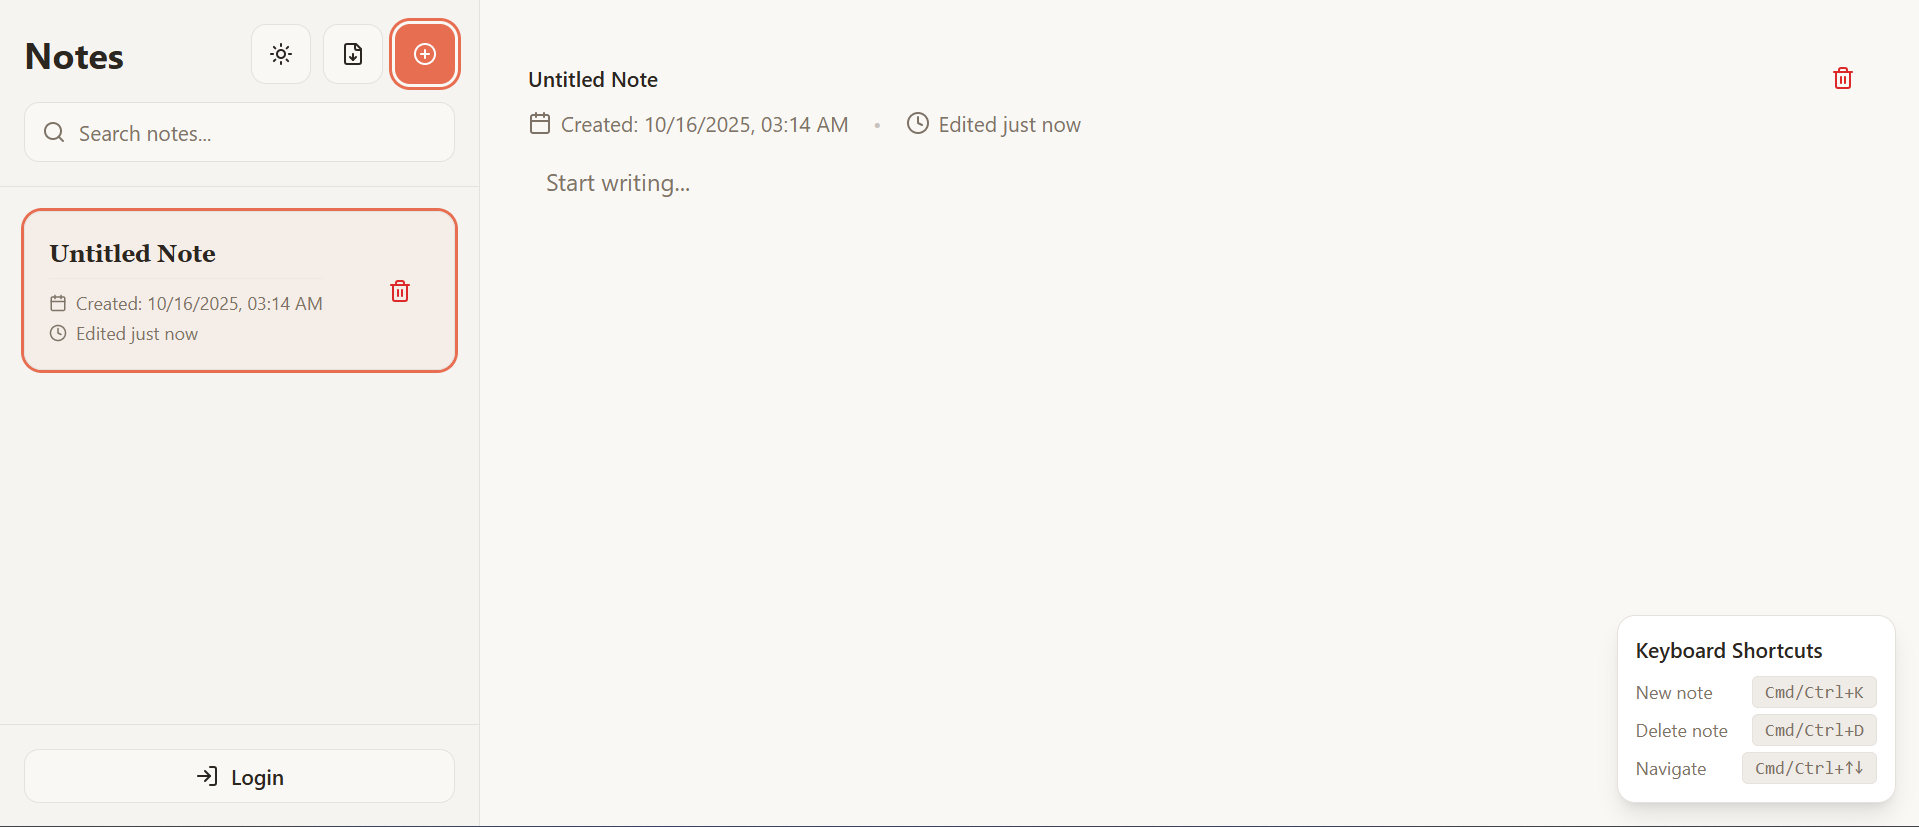 Notes
Search notes...
Untitled Note
Created: 10/16/2025, 03:14 AM
Edited just now
Login
Untitled Note
Created: 10/16/2025, 03:14 AM • Edited just now
Start writing...
Keyboard Shortcuts
New note Cmd/Ctrl+K
Delete note Cmd/Ctrl+D
Navigate Cmd/Ctrl+↑↓